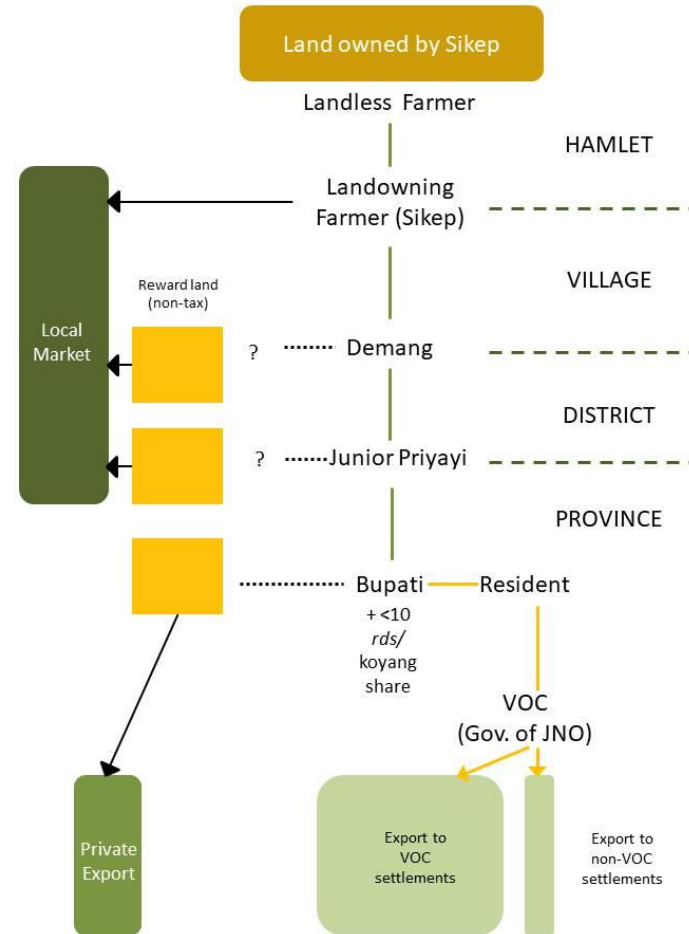 Land owned by Sikep
Landless Farmer
HAMLET
Landowning
Farmer (Sikep)
VILLAGE
Reward land
(non-tax)
Local
Market
?
Demang
DISTRICT
?
Junior Priyayi
PROVINCE
Bupati
Resident
+ <10
rds/
koyang
share
VOC
(Gov. of JNO)
Private
Export
Export to
VOC
settlements
Export to
non-VOC
settlements